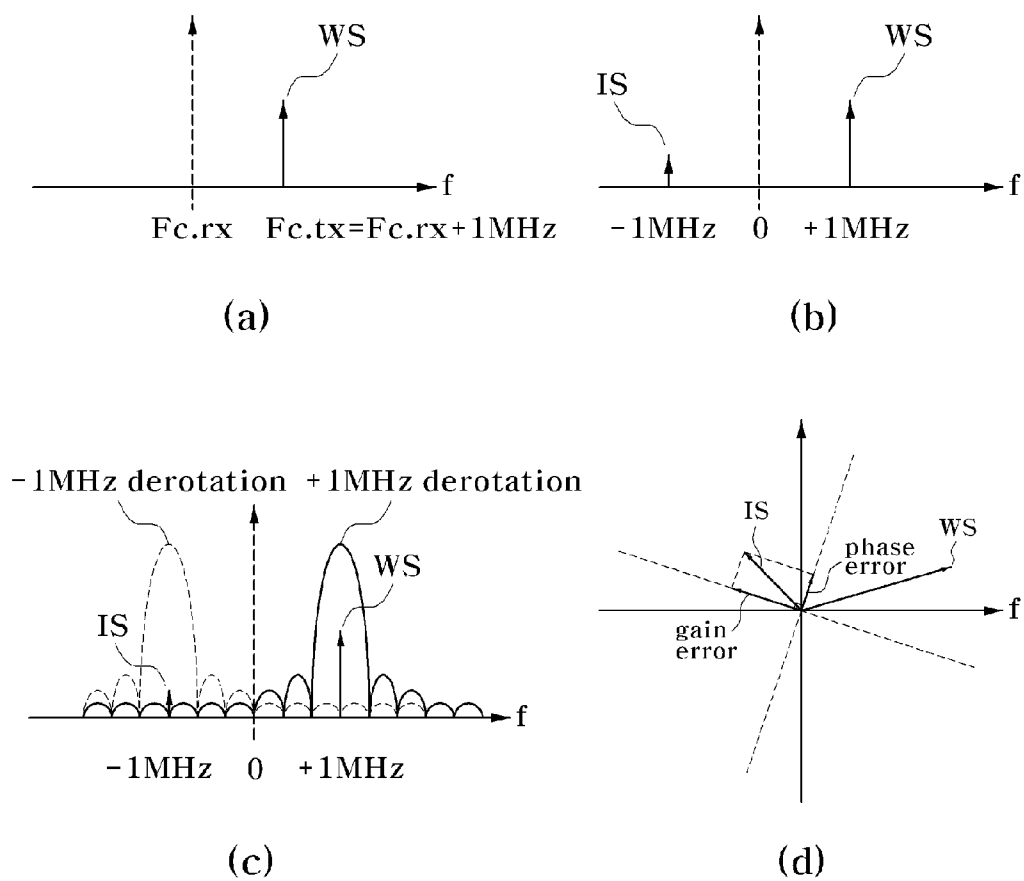 WS
f
Fc.rx Fc.tx=Fc.rx+1MHz
(a)
IS
WS
f
-1MHz 0 +1MHz
(b)
-1MHz derotation +1MHz derotation
WS
IS
f
-1MHz 0 +1MHz
(c)
IS
WS
phase
error
f
gain
error
(d)